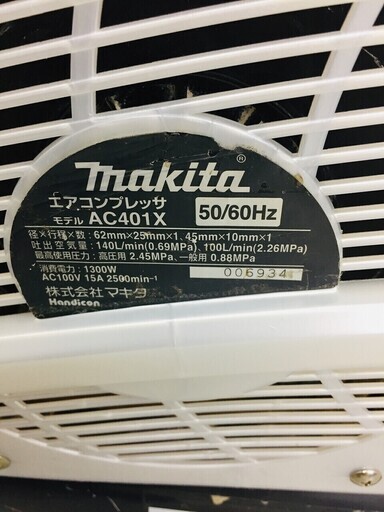 makita®
エアコンプレッサ
モデル AC401X 50/60Hz
径×行程×数：62mm×25mm×1, 45mm×10mm×1
吐出空気量：140L/min(0.69MPa), 100L/min(2.26MPa)
最高使用圧力：高圧用 2.45MPa, 一般用 0.88MPa
消費電力：1300W
AC100V 15A 2500min⁻¹
006934
株式会社マキタ
Handicon